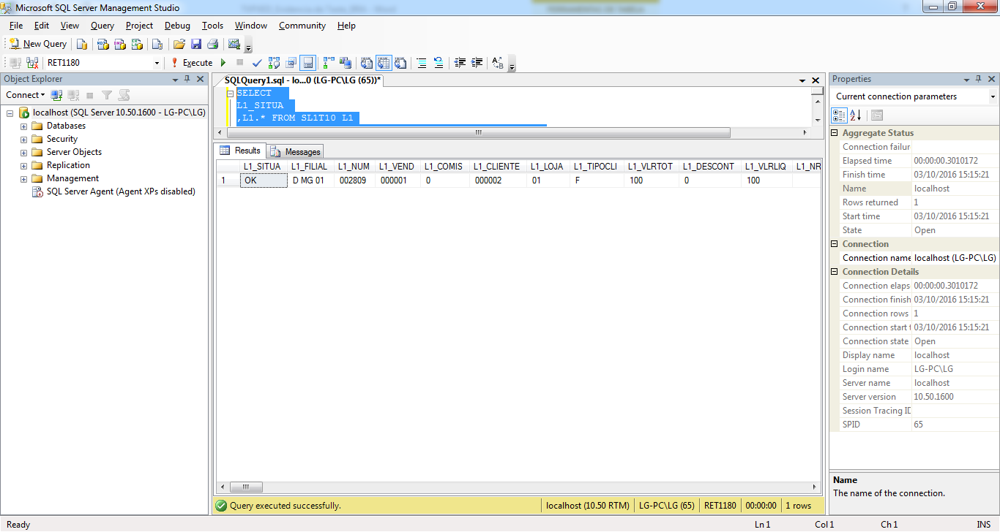 Microsoft SQL Server Management Studio
File Edit View Query Project Debug Tools Window Community Help
New Query
RET1180 Execute
Object Explorer
Connect
localhost (SQL Server 10.50.1600 - LG-PC\LG)
Databases
Security
Server Objects
Replication
Management
SQL Server Agent (Agent XPs disabled)
SQLQuery1.sql - lo...0 (LG-PC\LG (65))*
SELECT
L1_SITUA
,L1.* FROM SL1T10 L1
Results Messages
L1_SITUA L1_FILIAL L1_NUM L1_VEND L1_COMIS L1_CLIENTE L1_LOJA L1_TIPOCLI L1_VLRTOT L1_DESCONT L1_VLRLIQ L1_NR
1 OK D MG 01 002809 000001 0 000002 01 F 100 0 100
Query executed successfully. localhost (10.50 RTM) LG-PC\LG (65) RET1180 00:00:00 1 rows
Properties
Current connection parameters
Aggregate Status
Connection failur
Elapsed time 00:00:00.3010172
Finish time 03/10/2016 15:15:21
Name localhost
Rows returned 1
Start time 03/10/2016 15:15:21
State Open
Connection
Connection name localhost (LG-PC\LG)
Connection Details
Connection elaps 00:00:00.3010172
Connection finish 03/10/2016 15:15:21
Connection rows 1
Connection start t 03/10/2016 15:15:21
Connection state Open
Display name localhost
Login name LG-PC\LG
Server name localhost
Server version 10.50.1600
Session Tracing ID
SPID 65
Name
The name of the connection.
Ready Ln 1 Col 1 Ch 1 INS